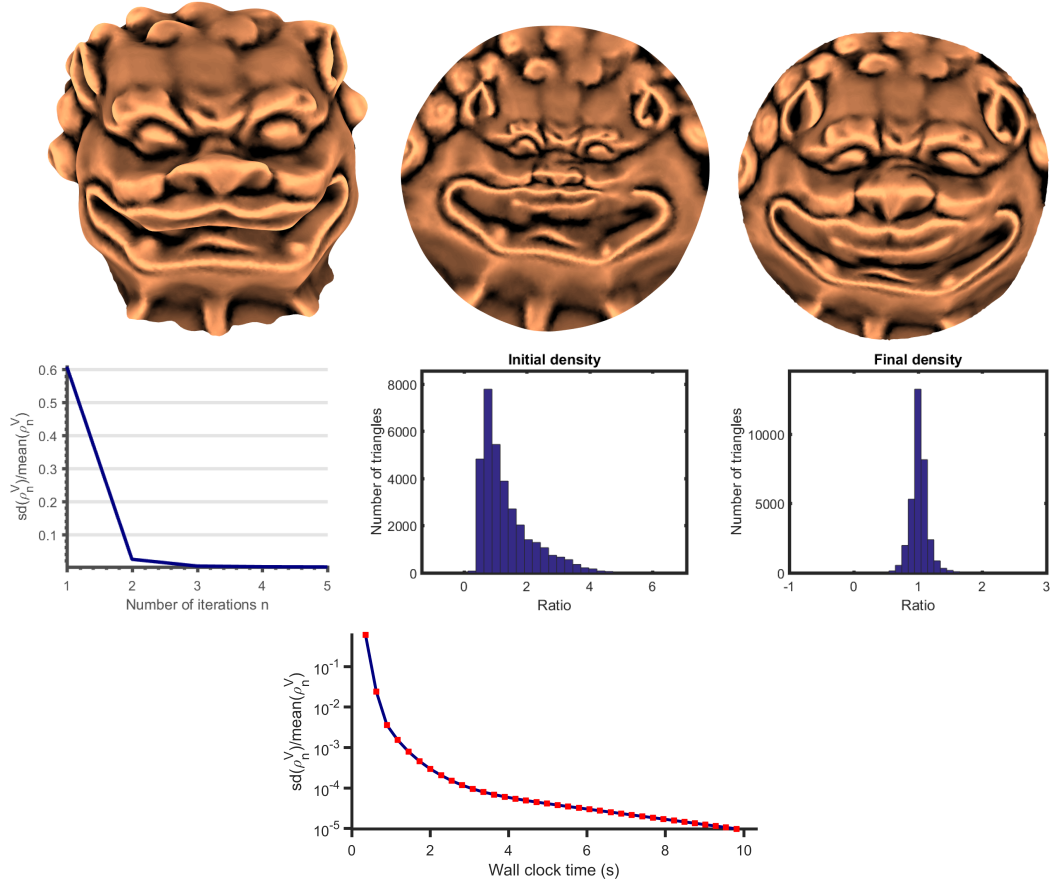 Initial density
Final density
sd(ρₙⱽ)/mean(ρₙⱽ)
0.6
0.5
0.4
0.3
0.2
0.1
1 2 3 4 5
Number of iterations n
Number of triangles
8000
6000
4000
2000
0
0 2 4 6
Ratio
Number of triangles
10000
5000
0
-1 0 1 2 3
Ratio
sd(ρₙⱽ)/mean(ρₙⱽ)
10⁻¹
10⁻²
10⁻³
10⁻⁴
10⁻⁵
0 2 4 6 8 10
Wall clock time (s)